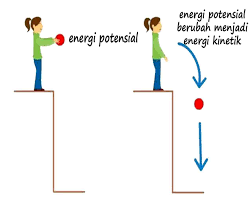 energi potensial
energi potensial
berubah menjadi
energi kinetik